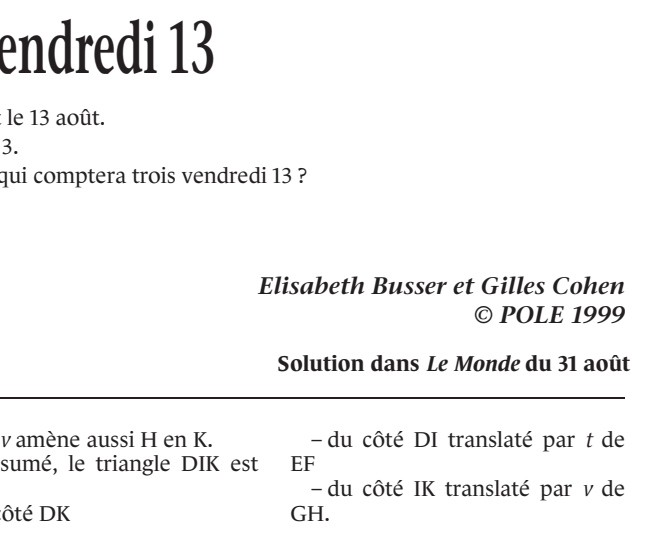 endredi 13
le 13 août.
3.
qui comptera trois vendredi 13 ?
Elisabeth Busser et Gilles Cohen
© POLE 1999
Solution dans Le Monde du 31 août
v amène aussi H en K.
sumé, le triangle DIK est
côté DK
– du côté DI translaté par t de
EF
– du côté IK translaté par v de
GH.